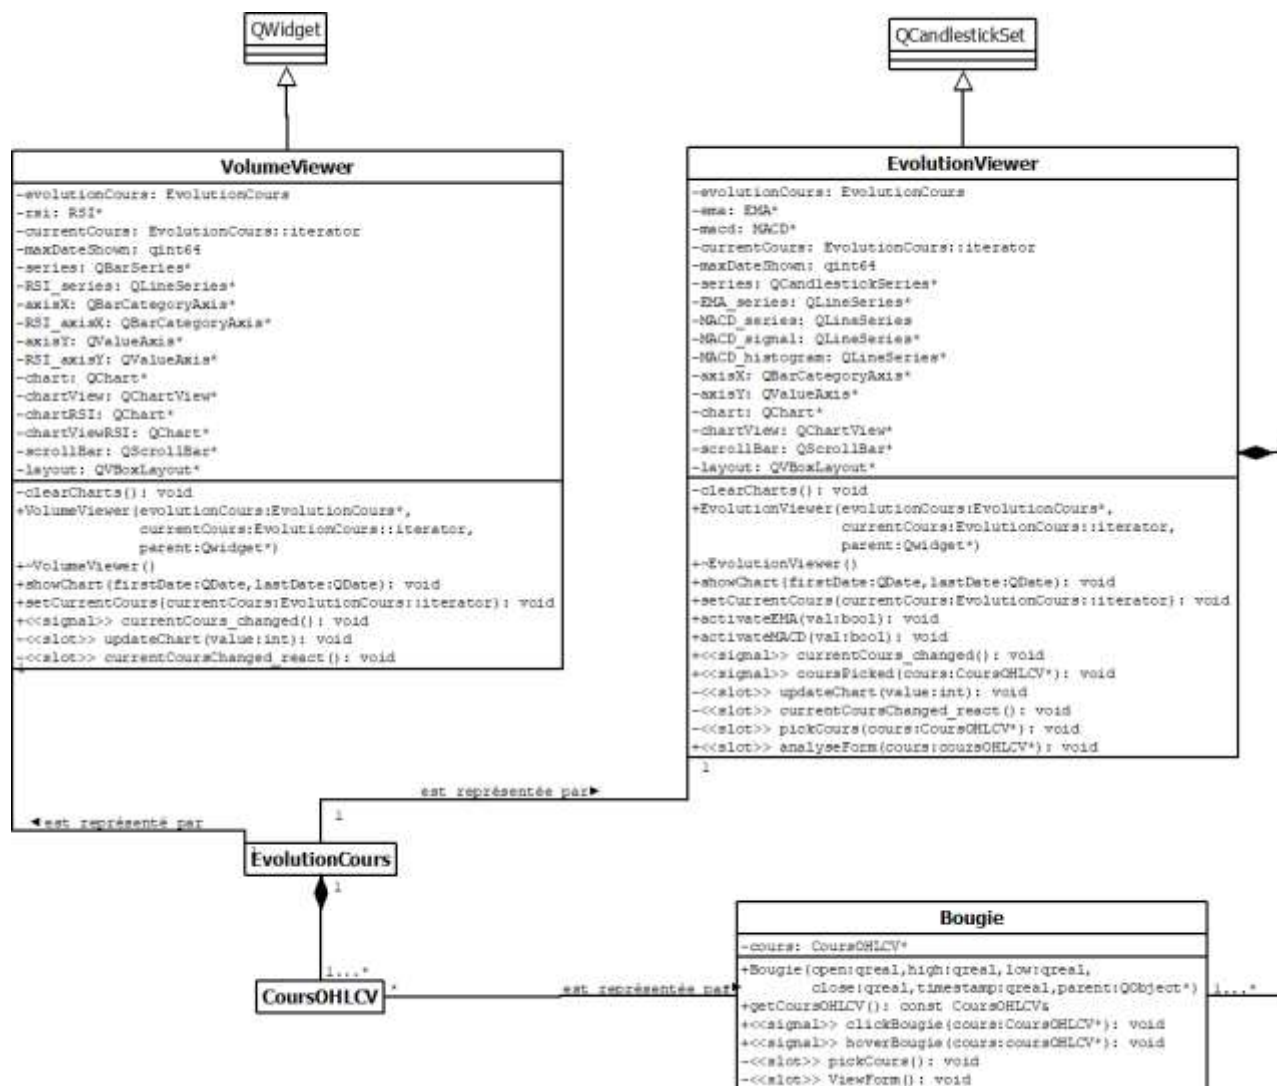 QWidget
VolumeViewer
-evolutionCours: EvolutionCours
-rsi: RSI*
-currentCours: EvolutionCours::iterator
-maxDateShown: qint64
-series: QBarSeries*
-RSI_series: QLineSeries*
-axisX: QBarCategoryAxis*
-RSI_axisX: QBarCategoryAxis*
-axisY: QValueAxis*
-RSI_axisY: QValueAxis*
-chart: QChart*
-chartView: QChartView*
-chartRSI: QChart*
-chartViewRSI: QChart*
-scrollBar: QScrollBar*
-layout: QVBoxLayout*
-clearCharts(): void
+VolumeViewer(evolutionCours:EvolutionCours*,
currentCours:EvolutionCours::iterator,
parent:Qwidget*)
+~VolumeViewer()
+showChart(firstDate:QDate,lastDate:QDate): void
+setCurrentCours(currentCours:EvolutionCours::iterator): void
+<<signal>> currentCours_changed(): void
-<<slot>> updateChart(value:int): void
-<<slot>> currentCoursChanged_react(): void
1
QCandlestickSet
EvolutionViewer
-evolutionCours: EvolutionCours
-ema: EMA*
-macd: MACD*
-currentCours: EvolutionCours::iterator
-maxDateShown: qint64
-series: QCandlestickSeries*
-EMA_series: QLineSeries*
-MACD_series: QLineSeries
-MACD_signal: QLineSeries*
-MACD_histogram: QLineSeries*
-axisX: QBarCategoryAxis*
-axisY: QValueAxis*
-chart: QChart*
-chartView: QChartView*
-scrollBar: QScrollBar*
-layout: QVBoxLayout*
-clearCharts(): void
+EvolutionViewer(evolutionCours:EvolutionCours*,
currentCours:EvolutionCours::iterator,
parent:Qwidget*)
+~EvolutionViewer()
+showChart(firstDate:QDate,lastDate:QDate): void
+setCurrentCours(currentCours:EvolutionCours::iterator): void
+activateEMA(val:bool): void
+activateMACD(val:bool): void
+<<signal>> currentCours_changed(): void
+<<signal>> coursPicked(cours:CoursOHLCV*): void
-<<slot>> updateChart(value:int): void
-<<slot>> currentCoursChanged_react(): void
-<<slot>> pickCours(cours:CoursOHLCV*): void
+<<slot>> analyseForm(cours:coursOHLCV*): void
1
est représentée par▶
1
◀est représenté par
1
EvolutionCours
1
1...*
CoursOHLCV
*
est représentée par▶
Bougie
-cours: CoursOHLCV*
+Bougie(open:qreal,high:qreal,low:qreal,
close:qreal,timestamp:qreal,parent:QObject*)
+getCoursOHLCV(): const CoursOHLCV&
+<<signal>> clickBougie(cours:CoursOHLCV*): void
+<<signal>> hoverBougie(cours:coursOHLCV*): void
-<<slot>> pickCours(): void
-<<slot>> ViewForm(): void
1...*